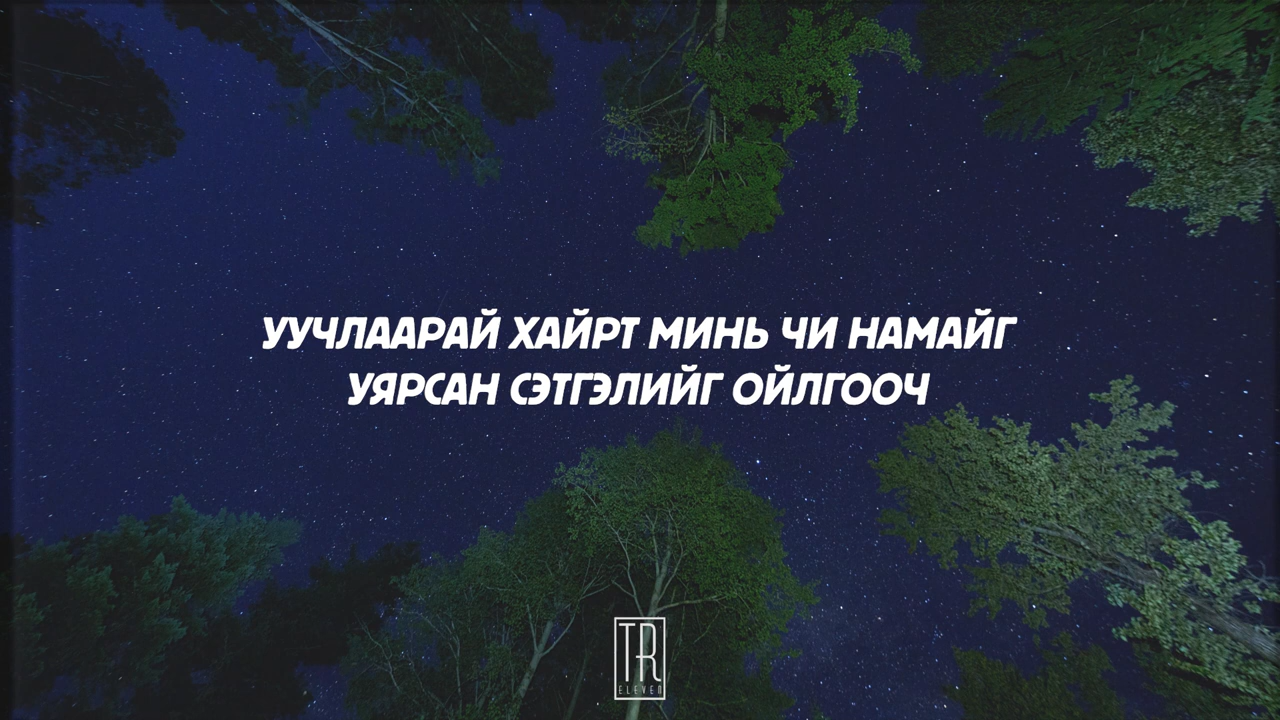 УУЧЛААРАЙ ХАЙРТ МИНЬ ЧИ НАМАЙГ
УЯРСАН СЭТГЭЛИЙГ ОЙЛГООЧ
TR
ELEVEN